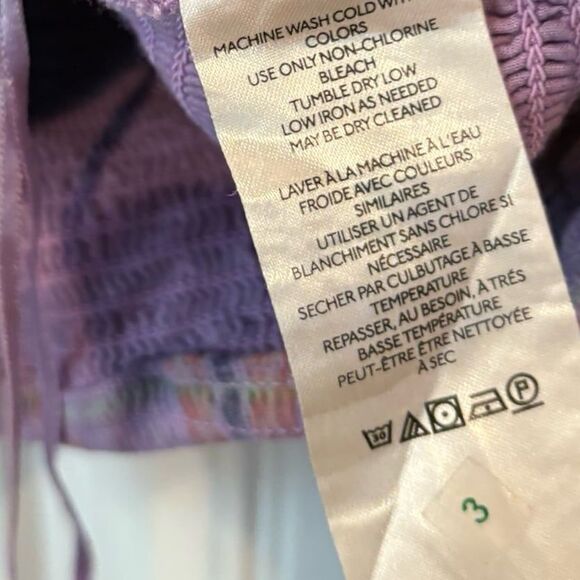 MACHINE WASH COLD WITH
COLORS
USE ONLY NON-CHLORINE
BLEACH
TUMBLE DRY LOW
LOW IRON AS NEEDED
MAY BE DRY CLEANED
LAVER À LA MACHINE À L'EAU
FROIDE AVEC COULEURS
SIMILAIRES
UTILISER UN AGENT DE
BLANCHIMENT SANS CHLORE SI
NÉCESSAIRE
SECHER PAR CULBUTAGE À BASSE
TEMPERATURE
REPASSER, AU BESOIN, À TRÉS
BASSE TEMPÉRATURE
PEUT-ÊTRE ÊTRE NETTOYÉE
À SEC
30 P
3